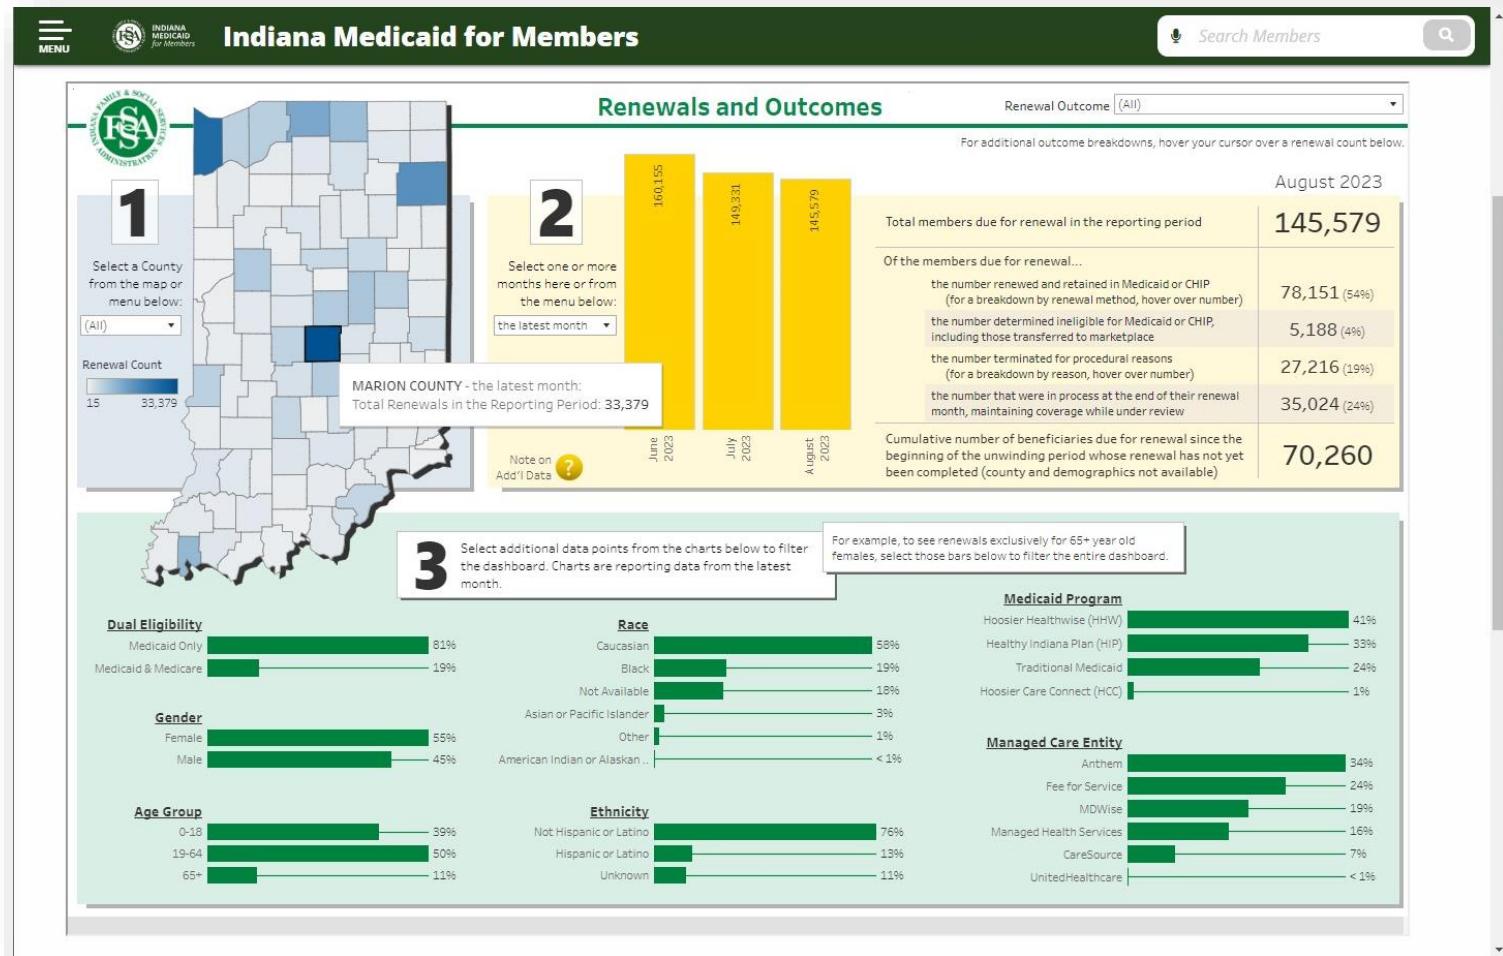 MENU
INDIANA
MEDICAID
for Members
Indiana Medicaid for Members
Search Members
INDIANA FAMILY & SOCIAL SERVICES ADMINISTRATION
FSSA
Renewals and Outcomes
Renewal Outcome (All)
For additional outcome breakdowns, hover your cursor over a renewal count below.
1
Select a County
from the map or
menu below:
(All)
Renewal Count
15 33,379
MARION COUNTY - the latest month:
Total Renewals in the Reporting Period: 33,379
2
Select one or more
months here or from
the menu below:
the latest month
Note on
Add'l Data
?
160,155
149,331
145,579
June
2023
July
2023
August
2023
August 2023
Total members due for renewal in the reporting period 145,579
Of the members due for renewal...
the number renewed and retained in Medicaid or CHIP
(for a breakdown by renewal method, hover over number)
78,151 (54%)
the number determined ineligible for Medicaid or CHIP,
including those transferred to marketplace
5,188 (4%)
the number terminated for procedural reasons
(for a breakdown by reason, hover over number)
27,216 (19%)
the number that were in process at the end of their renewal
month, maintaining coverage while under review
35,024 (24%)
Cumulative number of beneficiaries due for renewal since the
beginning of the unwinding period whose renewal has not yet
been completed (county and demographics not available)
70,260
3
Select additional data points from the charts below to filter
the dashboard. Charts are reporting data from the latest
month.
For example, to see renewals exclusively for 65+ year old
females, select those bars below to filter the entire dashboard.
Dual Eligibility
Medicaid Only 81%
Medicaid & Medicare 19%
Gender
Female 55%
Male 45%
Age Group
0-18 39%
19-64 50%
65+ 11%
Race
Caucasian 58%
Black 19%
Not Available 18%
Asian or Pacific Islander 3%
Other 1%
American Indian or Alaskan .. < 1%
Ethnicity
Not Hispanic or Latino 76%
Hispanic or Latino 13%
Unknown 11%
Medicaid Program
Hoosier Healthwise (HHW) 41%
Healthy Indiana Plan (HIP) 33%
Traditional Medicaid 24%
Hoosier Care Connect (HCC) 1%
Managed Care Entity
Anthem 34%
Fee for Service 24%
MDWise 19%
Managed Health Services 16%
CareSource 7%
UnitedHealthcare < 1%